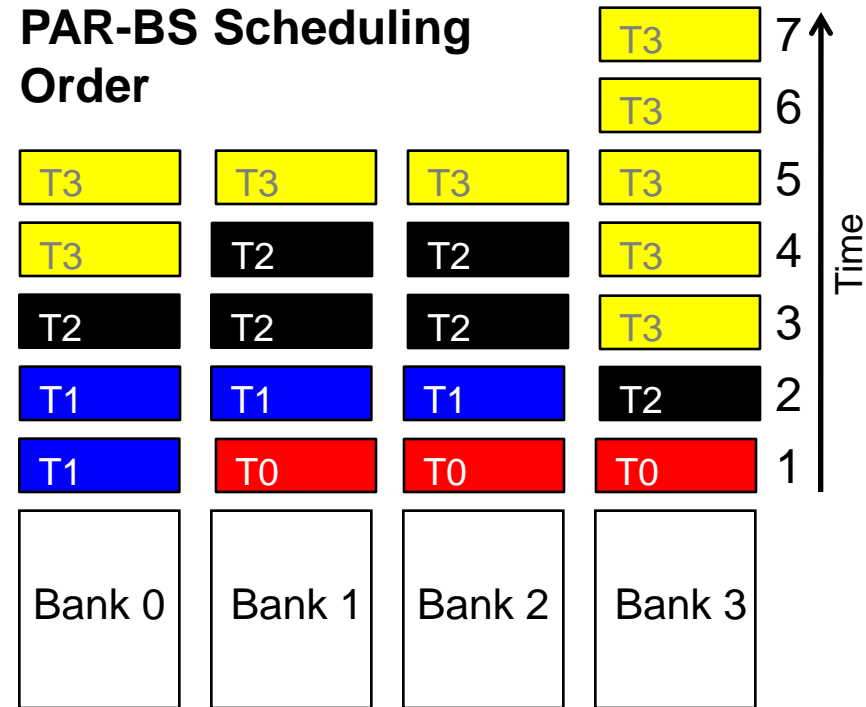 PAR-BS Scheduling
Order
T3 7
T3 6
T3 T3 T3 T3 5
T3 T2 T2 T3 4
T2 T2 T2 T3 3
T1 T1 T1 T2 2
T1 T0 T0 T0 1
Time
Bank 0 Bank 1 Bank 2 Bank 3